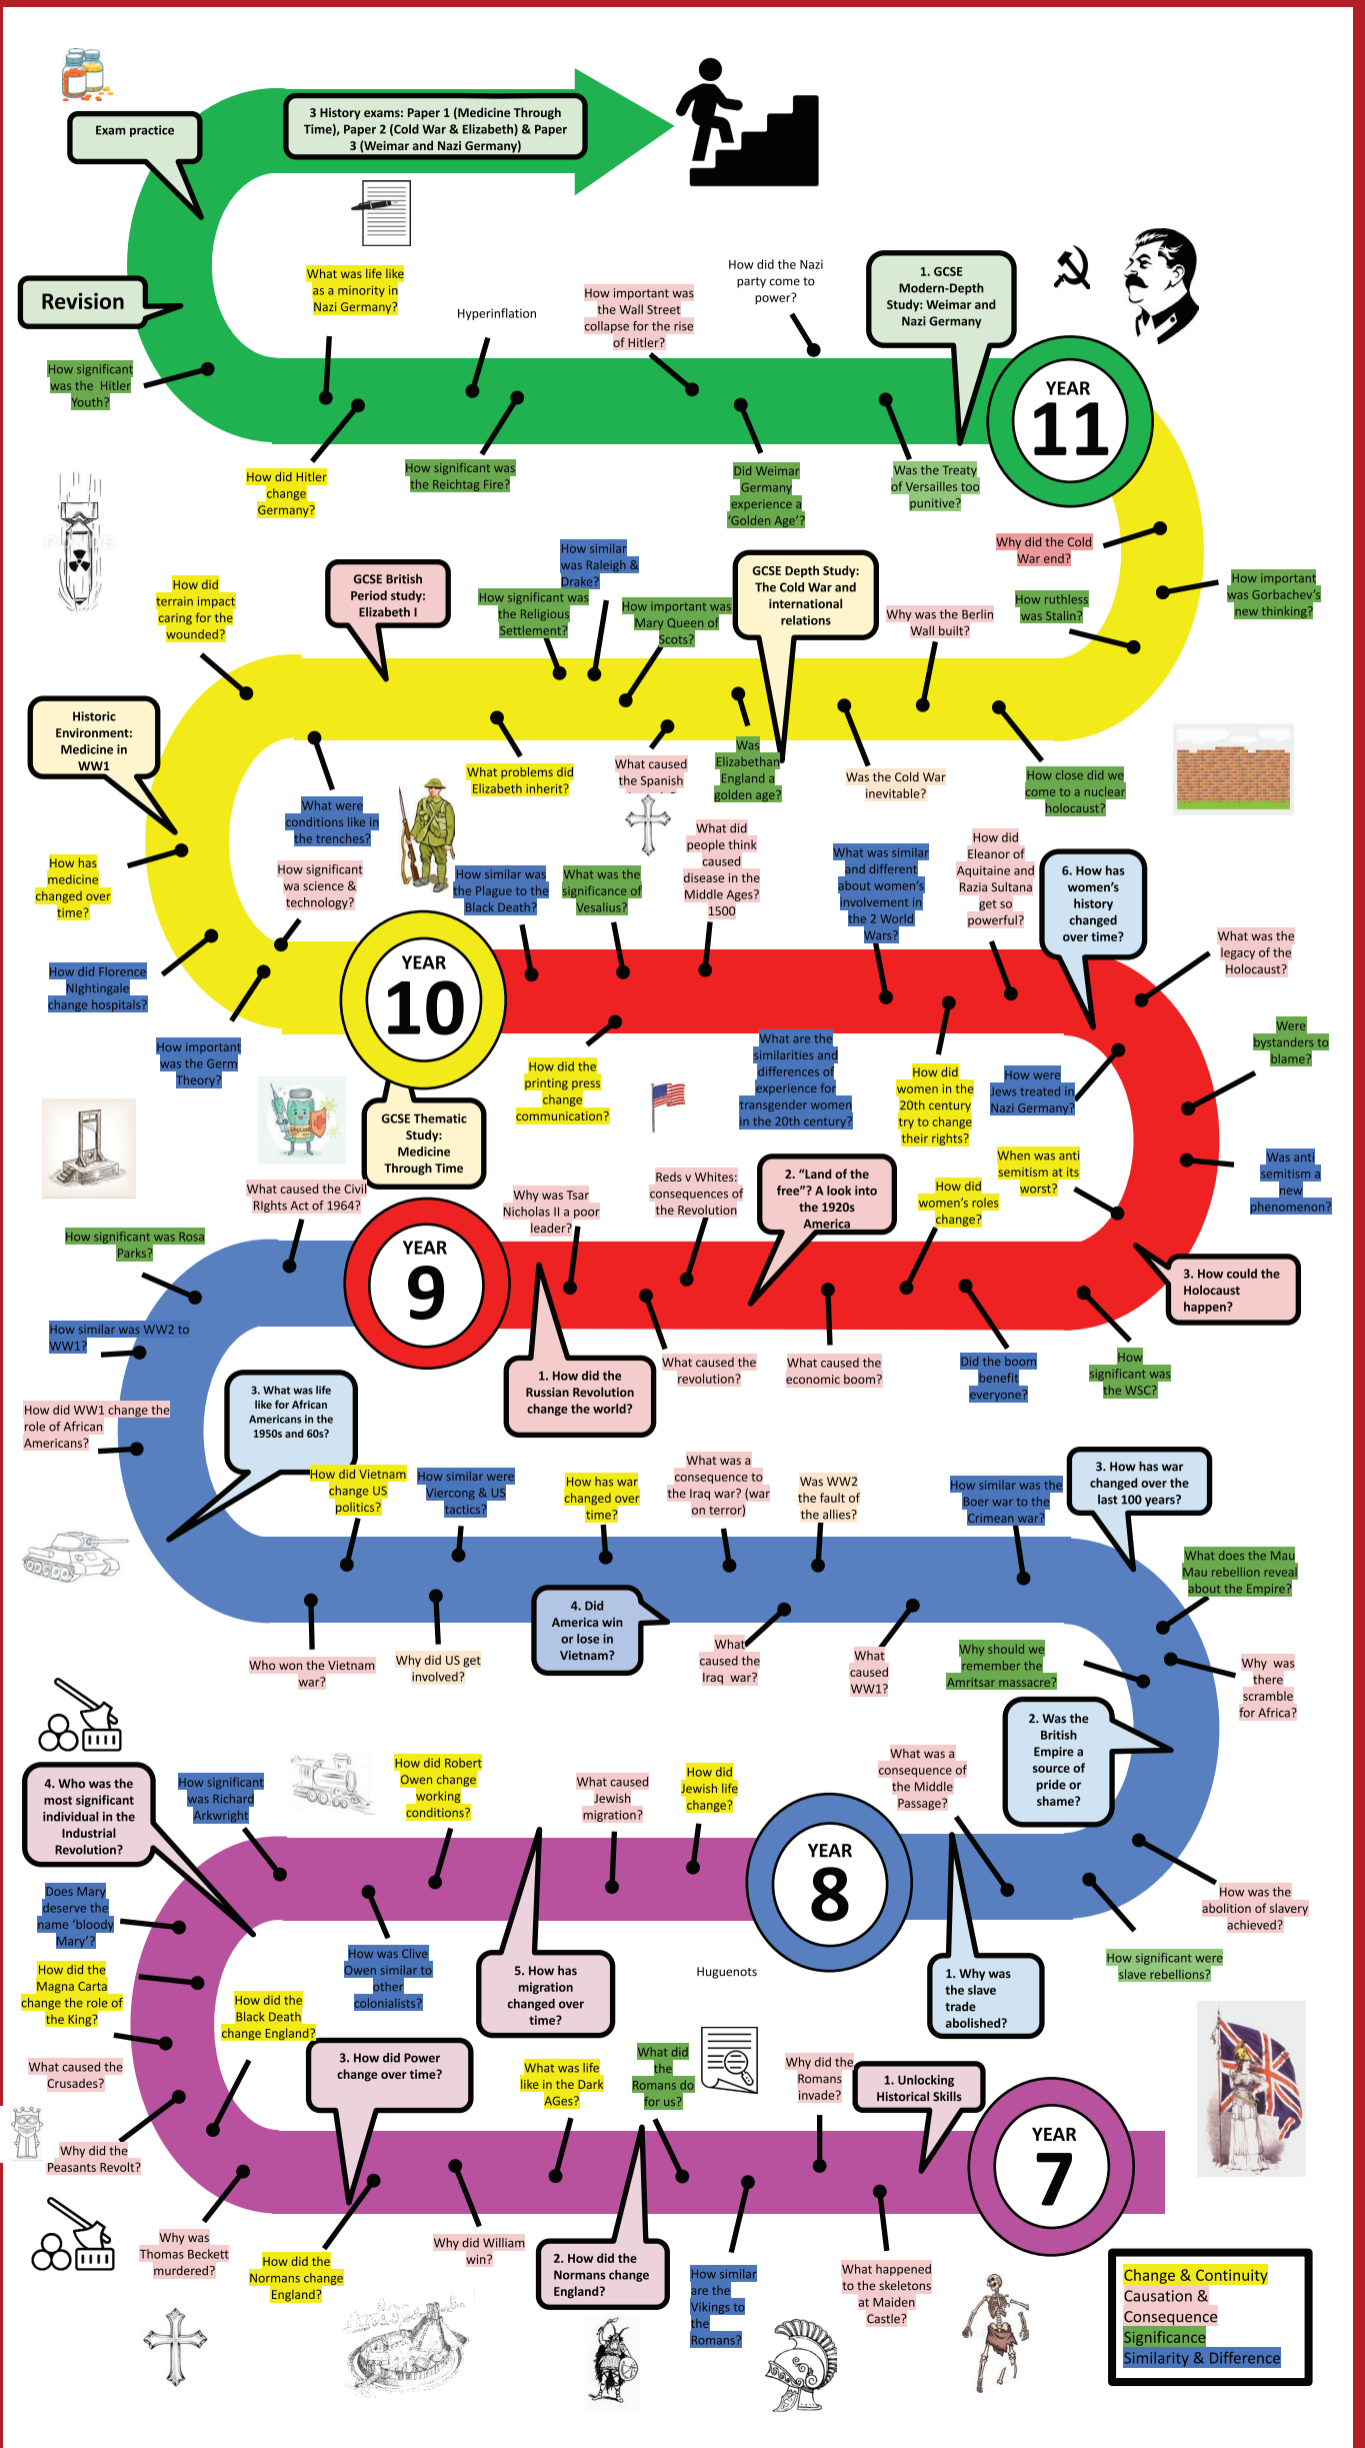 Exam practice
3 History exams: Paper 1 (Medicine Through
Time), Paper 2 (Cold War & Elizabeth) & Paper
3 (Weimar and Nazi Germany)
Revision
What was life like
as a minority in
Nazi Germany?
Hyperinflation
How important was
the Wall Street
collapse for the rise
of Hitler?
How did the Nazi
party come to
power?
1. GCSE
Modern-Depth
Study: Weimar and
Nazi Germany
YEAR
11
How significant
was the Hitler
Youth?
How did Hitler
change
Germany?
How significant was
the Reichtag Fire?
Did Weimar
Germany
experience a
'Golden Age'?
Was the Treaty
of Versailles too
punitive?
Why did the Cold
War end?
How important
was Gorbachev's
new thinking?
How ruthless
was Stalin?
Why was the Berlin
Wall built?
GCSE Depth Study:
The Cold War and
international
relations
How similar
was Raleigh &
Drake?
How significant was
the Religious
Settlement?
How important was
Mary Queen of
Scots?
GCSE British
Period study:
Elizabeth I
How did
terrain impact
caring for the
wounded?
Historic
Environment:
Medicine in
WW1
What were
conditions like in
the trenches?
What problems did
Elizabeth inherit?
What caused
the Spanish
Was
Elizabethan
England a
golden age?
Was the Cold War
inevitable?
How close did we
come to a nuclear
holocaust?
How has
medicine
changed over
time?
How significant
wa science &
technology?
How similar was
the Plague to the
Black Death?
What was the
significance of
Vesalius?
What did
people think
caused
disease in the
Middle Ages?
1500
What was similar
and different
about women's
involvement in
the 2 World
Wars?
How did
Eleanor of
Aquitaine and
Razia Sultana
get so
powerful?
6. How has
women's
history
changed
over time?
What was the
legacy of the
Holocaust?
How did Florence
NIghtingale
change hospitals?
How important
was the Germ
Theory?
YEAR
10
GCSE Thematic
Study:
Medicine
Through Time
How did the
printing press
change
communication?
What are the
similarities and
differences of
experience for
transgender women
in the 20th century?
How did
women in the
20th century
try to change
their rights?
How were
Jews treated in
Nazi Germany?
Were
bystanders to
blame?
Was anti
semitism a
new
phenomenon?
When was anti
semitism at its
worst?
3. How could the
Holocaust
happen?
What caused the Civil
RIghts Act of 1964?
How significant was Rosa
Parks?
How similar was WW2 to
WW1?
How did WW1 change the
role of African
Americans?
YEAR
9
Why was Tsar
Nicholas II a poor
leader?
Reds v Whites:
consequences of
the Revolution
2. “Land of the
free”? A look into
the 1920s
America
How did
women's roles
change?
1. How did the
Russian Revolution
change the world?
What caused the
revolution?
What caused the
economic boom?
Did the boom
benefit
everyone?
How
significant was
the WSC?
3. What was life
like for African
Americans in the
1950s and 60s?
How did Vietnam
change US
politics?
How similar were
Viercong & US
tactics?
How has war
changed over
time?
What was a
consequence to
the Iraq war? (war
on terror)
Was WW2
the fault of
the allies?
How similar was the
Boer war to the
Crimean war?
3. How has war
changed over the
last 100 years?
What does the Mau
Mau rebellion reveal
about the Empire?
Who won the Vietnam
war?
Why did US get
involved?
4. Did
America win
or lose in
Vietnam?
What
caused the
Iraq war?
What
caused
WW1?
Why should we
remember the
Amritsar massacre?
Why was
there
scramble
for Africa?
2. Was the
British
Empire a
source of
pride or
shame?
4. Who was the
most significant
individual in the
Industrial
Revolution?
How significant
was Richard
Arkwright
How did Robert
Owen change
working
conditions?
What caused
Jewish
migration?
How did
Jewish life
change?
What was a
consequence of
the Middle
Passage?
YEAR
8
How was the
abolition of slavery
achieved?
How significant were
slave rebellions?
1. Why was
the slave
trade
abolished?
Does Mary
deserve the
name ‘bloody
Mary’?
How did the
Magna Carta
change the role of
the King?
What caused the
Crusades?
Why did the
Peasants Revolt?
How did the
Black Death
change England?
How was Clive
Owen similar to
other
colonialists?
5. How has
migration
changed over
time?
Huguenots
3. How did Power
change over time?
What was life
like in the Dark
AGes?
What did
the
Romans do
for us?
Why did the
Romans
invade?
1. Unlocking
Historical Skills
YEAR
7
Why was
Thomas Beckett
murdered?
How did the
Normans change
England?
Why did William
win?
2. How did the
Normans change
England?
How similar
are the
Vikings to
the
Romans?
What happened
to the skeletons
at Maiden
Castle?
Change & Continuity
Causation &
Consequence
Significance
Similarity & Difference